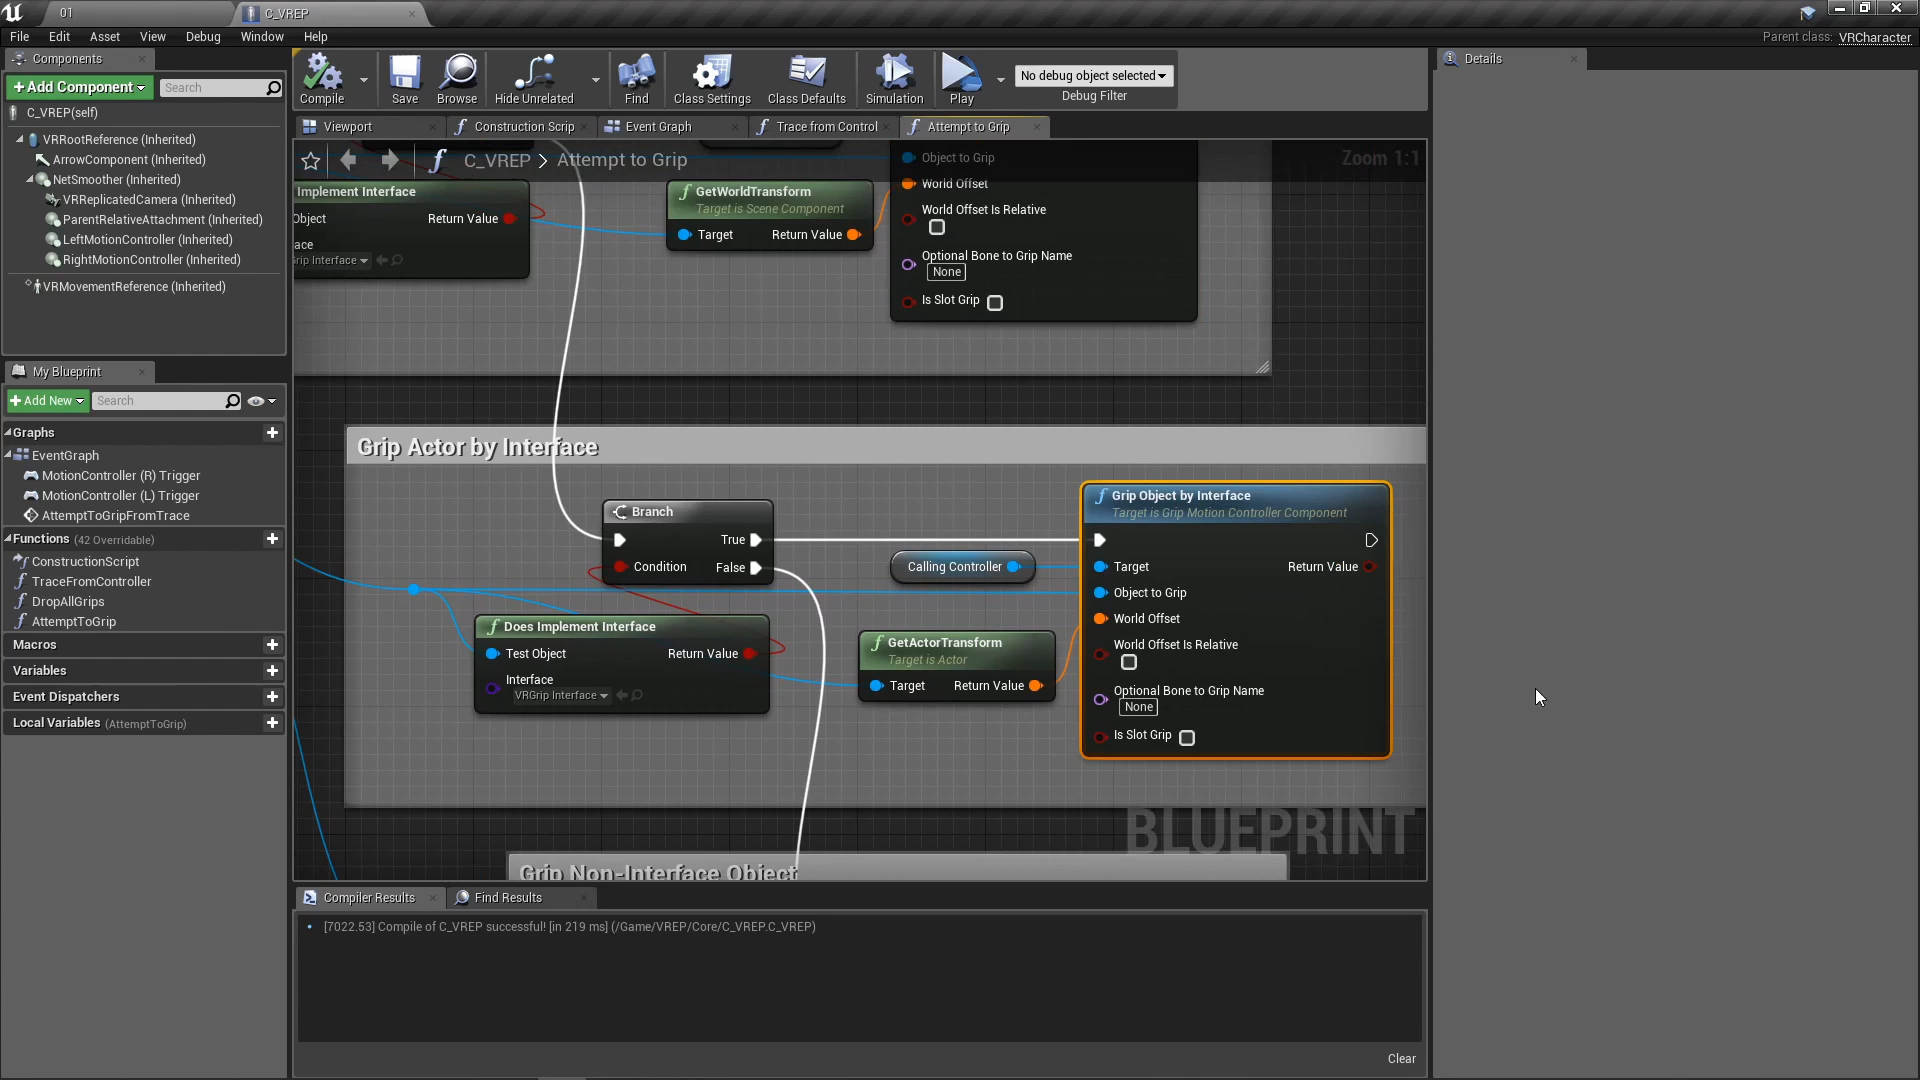 01
C_VREP
File Edit Asset View Debug Window Help
Parent class: VRCharacter
Components
+Add Component
Search
C_VREP(self)
VRRootReference (Inherited)
ArrowComponent (Inherited)
NetSmoother (Inherited)
VRReplicatedCamera (Inherited)
ParentRelativeAttachment (Inherited)
LeftMotionController (Inherited)
RightMotionController (Inherited)
VRMovementReference (Inherited)
My Blueprint
+Add New
Search
Graphs
EventGraph
MotionController (R) Trigger
MotionController (L) Trigger
AttemptToGripFromTrace
Functions (42 Overridable)
ConstructionScript
TraceFromController
DropAllGrips
AttemptToGrip
Macros
Variables
Event Dispatchers
Local Variables (AttemptToGrip)
Compile
Save
Browse
Hide Unrelated
Find
Class Settings
Class Defaults
Simulation
Play
No debug object selected
Debug Filter
Viewport
Construction Scrip
Event Graph
Trace from Control
Attempt to Grip
C_VREP > Attempt to Grip
Zoom 1:1
Implement Interface
Object
Return Value
ace
rip Interface
GetWorldTransform
Target is Scene Component
Target
Return Value
Object to Grip
World Offset
World Offset Is Relative
Optional Bone to Grip Name
None
Is Slot Grip
Grip Actor by Interface
Branch
True
Condition
False
Does Implement Interface
Test Object
Return Value
Interface
VRGrip Interface
Calling Controller
GetActorTransform
Target is Actor
Target
Return Value
Grip Object by Interface
Target is Grip Motion Controller Component
Target
Return Value
Object to Grip
World Offset
World Offset Is Relative
Optional Bone to Grip Name
None
Is Slot Grip
BLUEPRINT
Grip Non-Interface Object
Compiler Results
Find Results
[7022.53] Compile of C_VREP successful! [in 219 ms] (/Game/VREP/Core/C_VREP.C_VREP)
Clear
Details